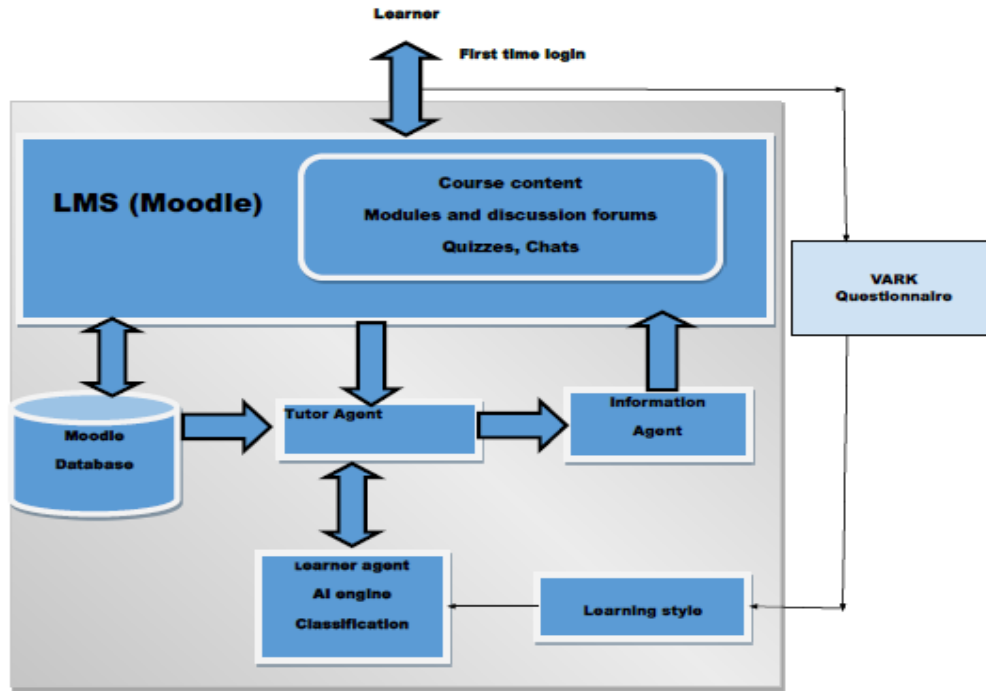 Learner
First time login
LMS (Moodle)
Course content
Modules and discussion forums
Quizzes, Chats
VARK
Questionnaire
Moodle
Database
Tutor Agent
Information
Agent
Learner agent
AI engine
Classification
Learning style